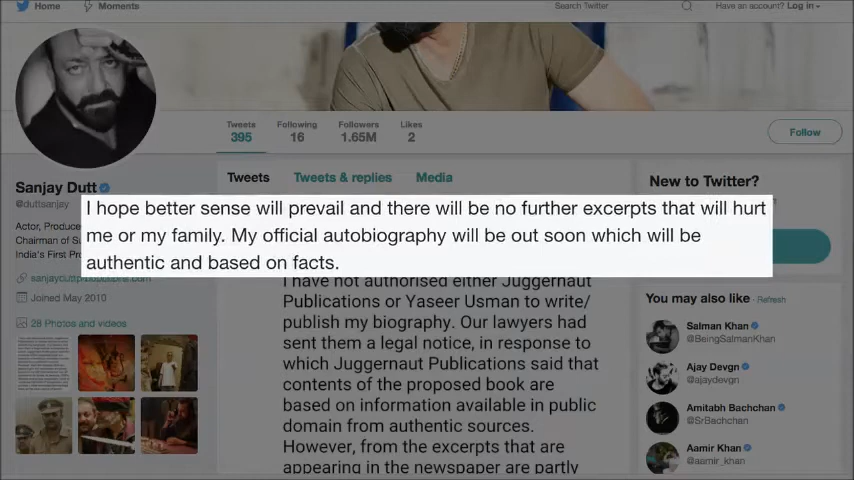 Home Moments Search Twitter Have an account? Log in
Tweets Following Followers Likes
395 16 1.65M 2
Follow
Sanjay Dutt
@duttsanjay
Tweets Tweets & replies Media
New to Twitter?
I hope better sense will prevail and there will be no further excerpts that will hurt
me or my family. My official autobiography will be out soon which will be
authentic and based on facts.
Actor, Produce
Chairman of Su
India's First Pro
Joined May 2010
28 Photos and videos
I have not authorised either Juggernaut
Publications or Yaseer Usman to write/
publish my biography. Our lawyers had
sent them a legal notice, in response to
which Juggernaut Publications said that
contents of the proposed book are
based on information available in public
domain from authentic sources.
However, from the excerpts that are
appearing in the newspaper are partly
You may also like · Refresh
Salman Khan
@BeingSalmanKhan
Ajay Devgn
@ajaydevgn
Amitabh Bachchan
@SrBachchan
Aamir Khan
@aamir_khan